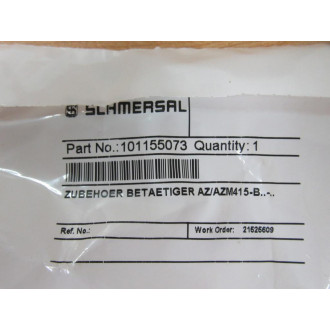 SCHMERSAL
Part No.:101155073 Quantity:1
ZUBEHOER BETAETIGER AZ/AZM415-B..-..
Ref. No.: Work Order: 21525609